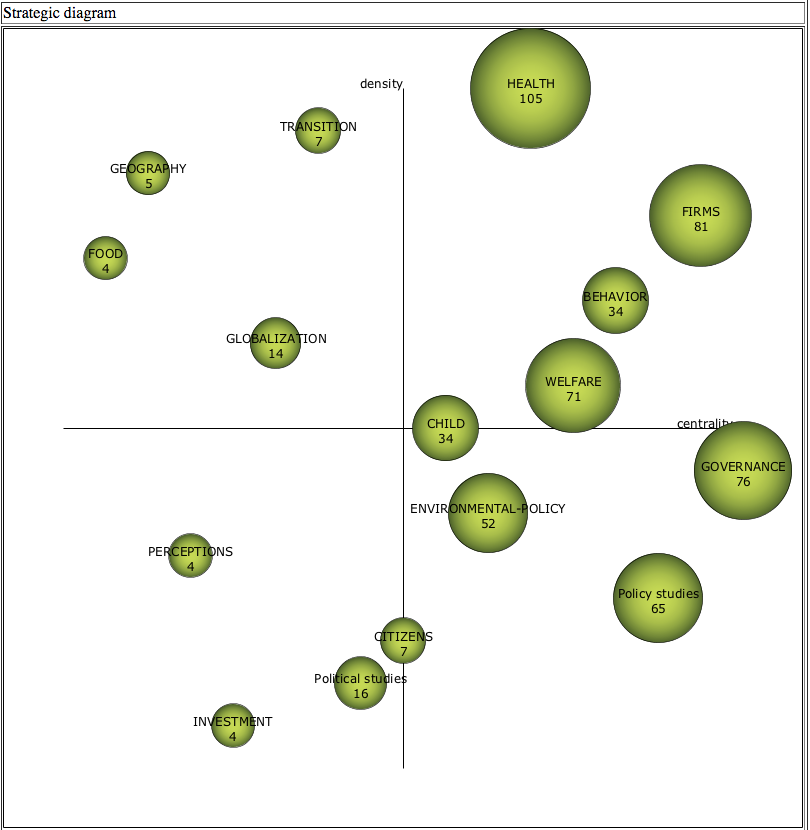 Strategic diagram
density
HEALTH
105
TRANSITION
7
GEOGRAPHY
5
FIRMS
81
FOOD
4
BEHAVIOR
34
GLOBALIZATION
14
WELFARE
71
CHILD
34
centrality
GOVERNANCE
76
ENVIRONMENTAL-POLICY
52
PERCEPTIONS
4
Policy studies
65
CITIZENS
7
Political studies
16
INVESTMENT
4